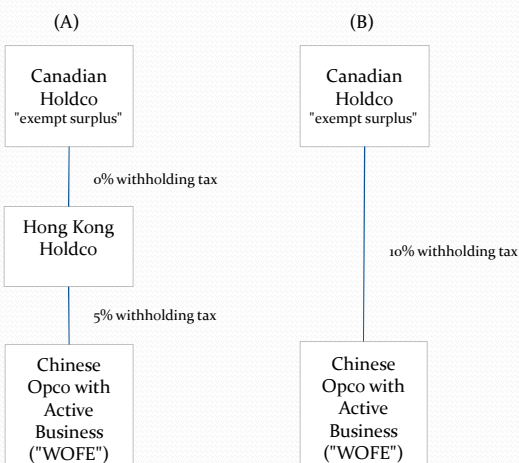 (A)
Canadian
Holdco
"exempt surplus"
0% withholding tax
Hong Kong
Holdco
5% withholding tax
Chinese
Opco with
Active
Business
("WOFE")
(B)
Canadian
Holdco
"exempt surplus"
10% withholding tax
Chinese
Opco with
Active
Business
("WOFE")